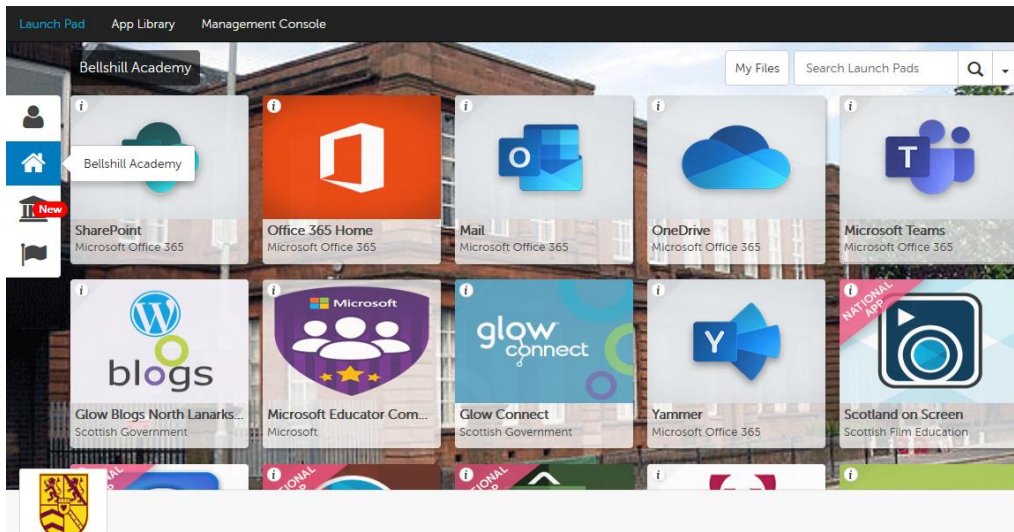 Launch Pad App Library Management Console
Bellshill Academy
My Files Search Launch Pads
Bellshill Academy
New
SharePoint
Microsoft Office 365
Office 365 Home
Microsoft Office 365
O
Mail
Microsoft Office 365
OneDrive
Microsoft Office 365
T
Microsoft Teams
Microsoft Office 365
blogs
Glow Blogs North Lanarks...
Scottish Government
Microsoft
Microsoft Educator Com...
Microsoft
glow
connect
Glow Connect
Scottish Government
Y
Yammer
Microsoft Office 365
NATIONAL
APP
Scotland on Screen
Scottish Film Education